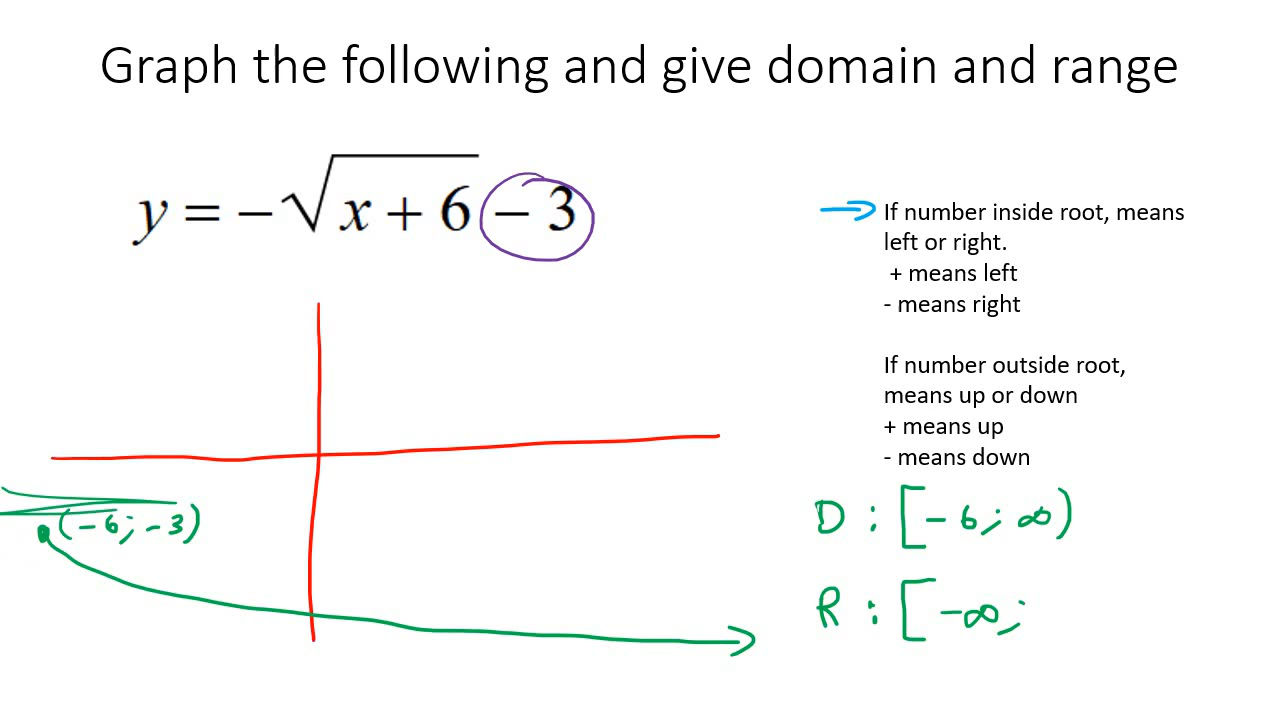 Graph the following and give domain and range
y = −√x + 6 − 3
If number inside root, means
left or right.
+ means left
- means right
If number outside root,
means up or down
+ means up
- means down
(−6; −3)
D : [−6; ∞)
R : [−∞;